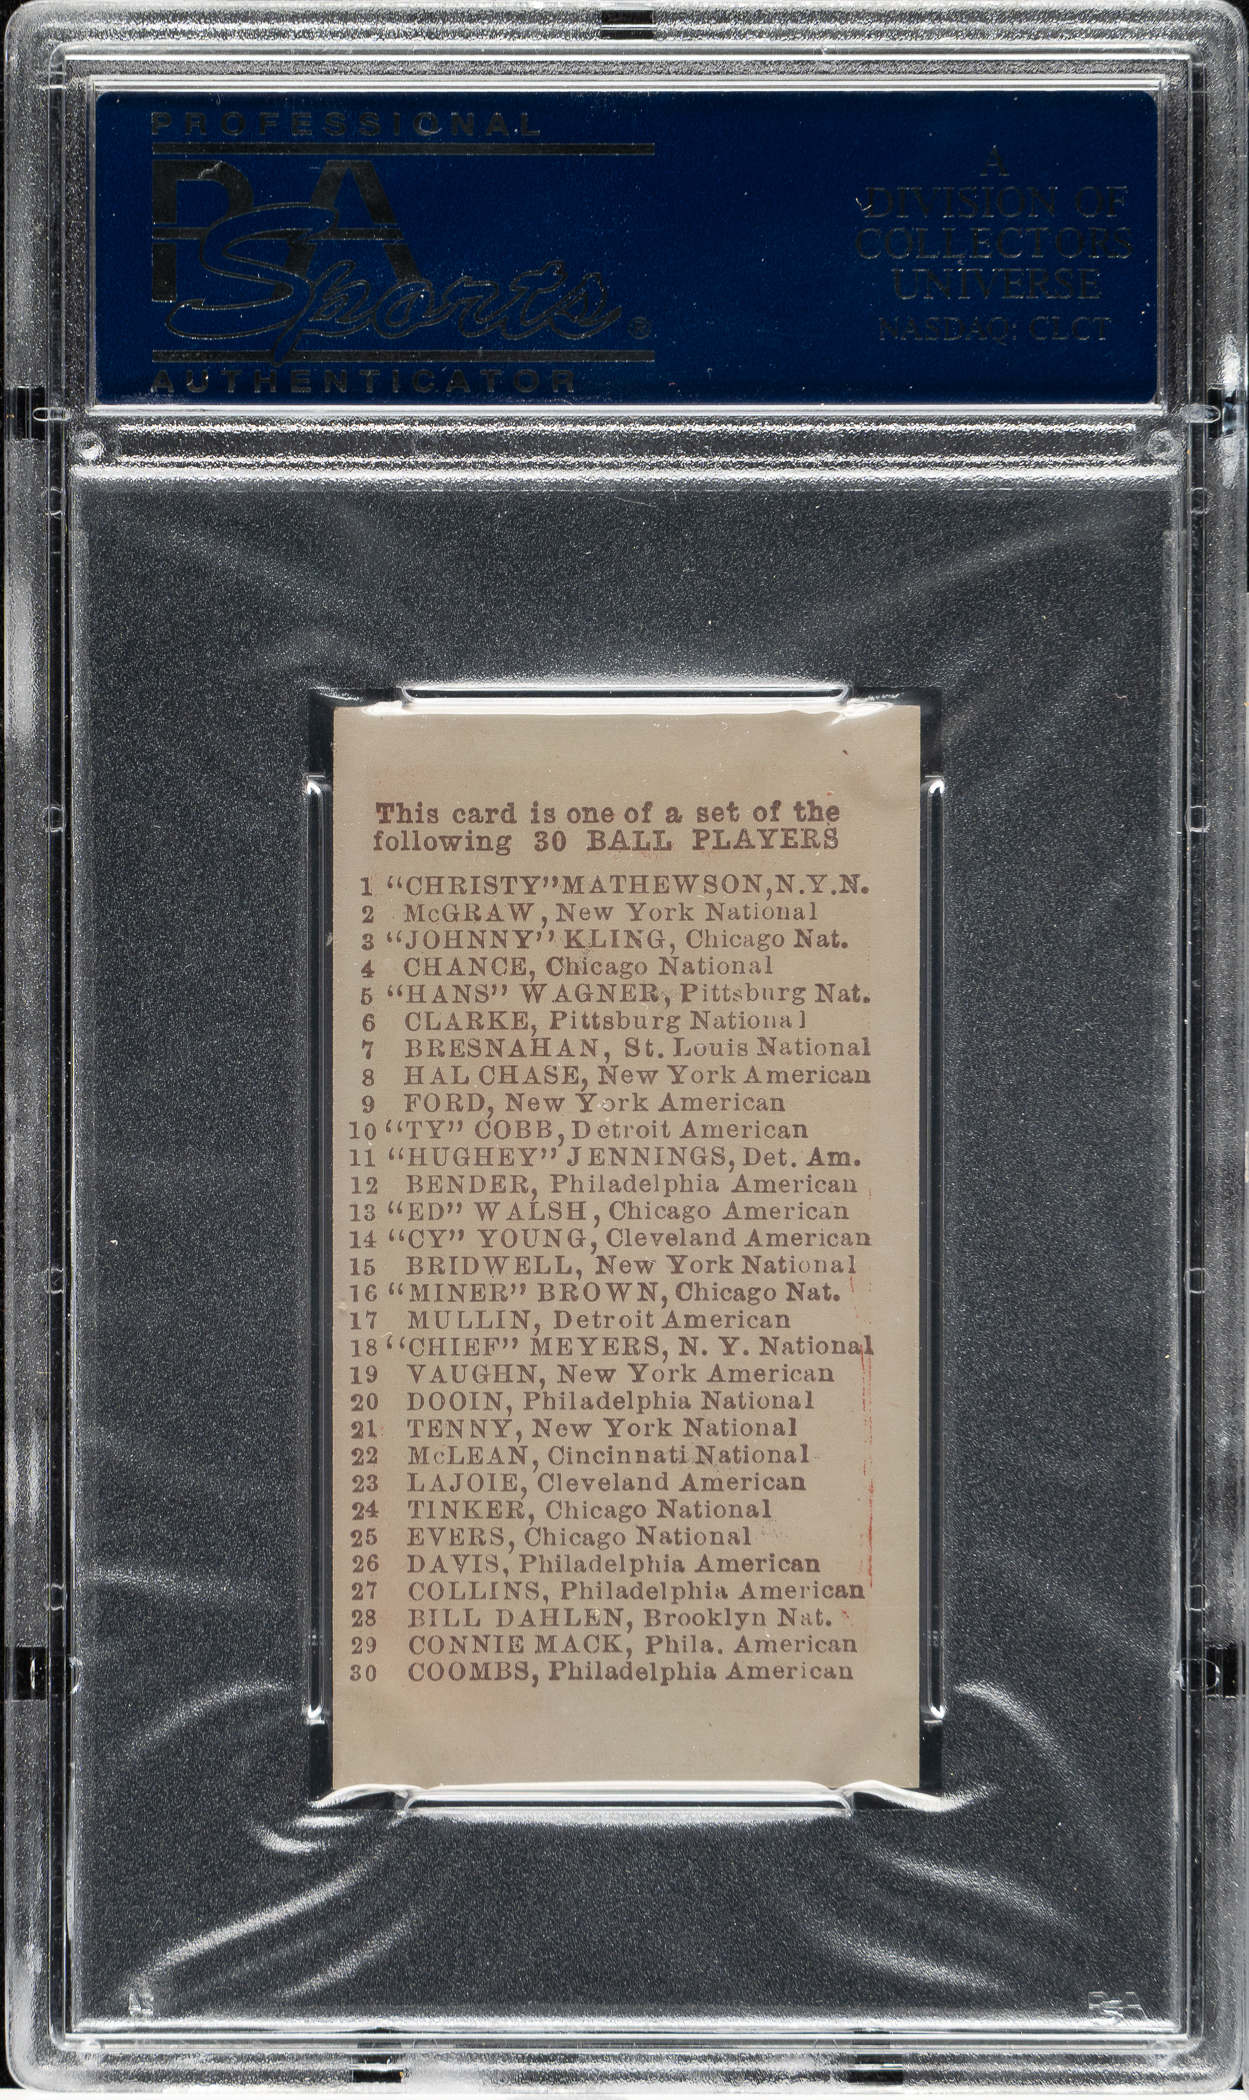 PROFESSIONAL
PSA
Sports®
AUTHENTICATOR
A
DIVISION OF
COLLECTORS
UNIVERSE
NASDAQ: CLCT
This card is one of a set of the
following 30 BALL PLAYERS
1 “CHRISTY” MATHEWSON, N.Y.N.
2 McGRAW, New York National
3 “JOHNNY” KLING, Chicago Nat.
4 CHANCE, Chicago National
5 “HANS” WAGNER, Pittsburg Nat.
6 CLARKE, Pittsburg National
7 BRESNAHAN, St. Louis National
8 HAL CHASE, New York American
9 FORD, New York American
10 “TY” COBB, Detroit American
11 “HUGHEY” JENNINGS, Det. Am.
12 BENDER, Philadelphia American
13 “ED” WALSH, Chicago American
14 “CY” YOUNG, Cleveland American
15 BRIDWELL, New York National
16 “MINER” BROWN, Chicago Nat.
17 MULLIN, Detroit American
18 “CHIEF” MEYERS, N. Y. National
19 VAUGHN, New York American
20 DOOIN, Philadelphia National
21 TENNY, New York National
22 McLEAN, Cincinnati National
23 LAJOIE, Cleveland American
24 TINKER, Chicago National
25 EVERS, Chicago National
26 DAVIS, Philadelphia American
27 COLLINS, Philadelphia American
28 BILL DAHLEN, Brooklyn Nat.
29 CONNIE MACK, Phila. American
30 COOMBS, Philadelphia American
PSA